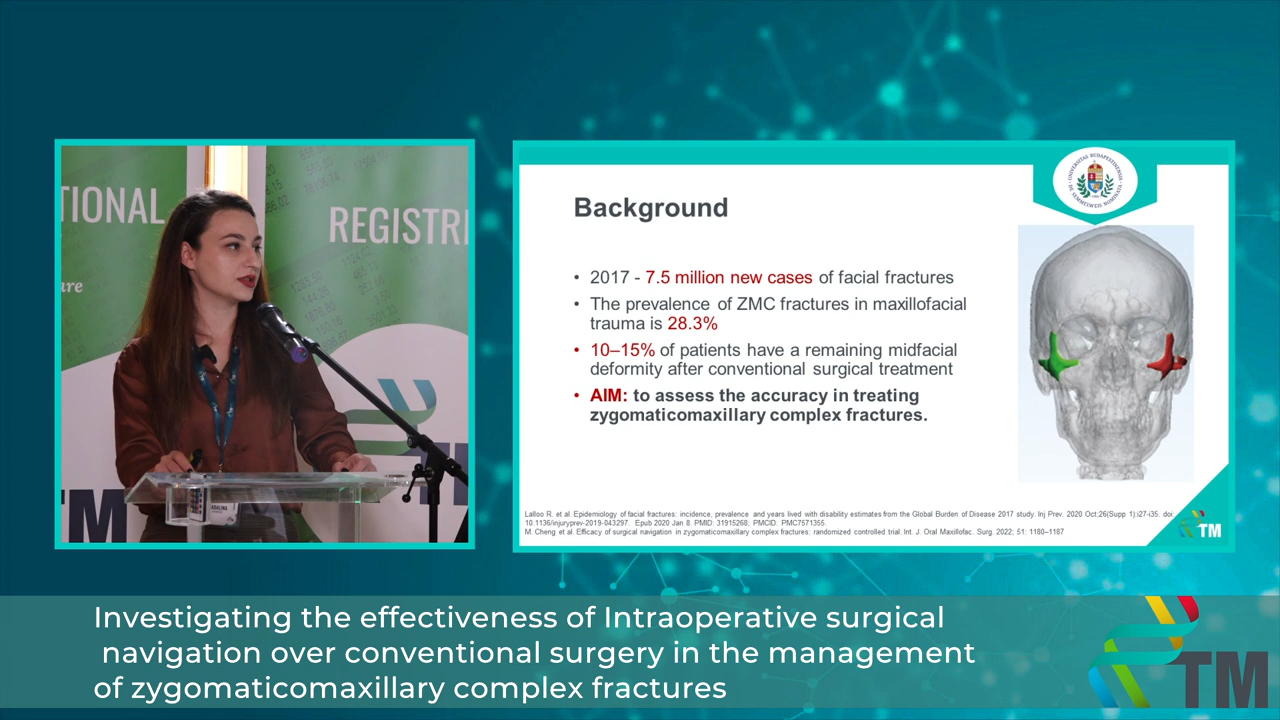 TIONAL
REGISTRI
ure
TM
ADALINA
Background
• 2017 - 7.5 million new cases of facial fractures
• The prevalence of ZMC fractures in maxillofacial
trauma is 28.3%
• 10–15% of patients have a remaining midfacial
deformity after conventional surgical treatment
• AIM: to assess the accuracy in treating
zygomaticomaxillary complex fractures.
Lalloo R. et al. Epidemiology of facial fractures: incidence, prevalence and years lived with disability estimates from the Global Burden of Disease 2017 study. Inj Prev. 2020 Oct;26(Supp 1):i27-i35. doi:
10.1136/injuryprev-2019-043297. Epub 2020 Jan 8. PMID: 31915268; PMCID: PMC7571355.
M. Cheng et al. Efficacy of surgical navigation in zygomaticomaxillary complex fractures: randomized controlled trial. Int. J. Oral Maxillofac. Surg. 2022; 51: 1180–1187
TM
Investigating the effectiveness of Intraoperative surgical
navigation over conventional surgery in the management
of zygomaticomaxillary complex fractures
TM